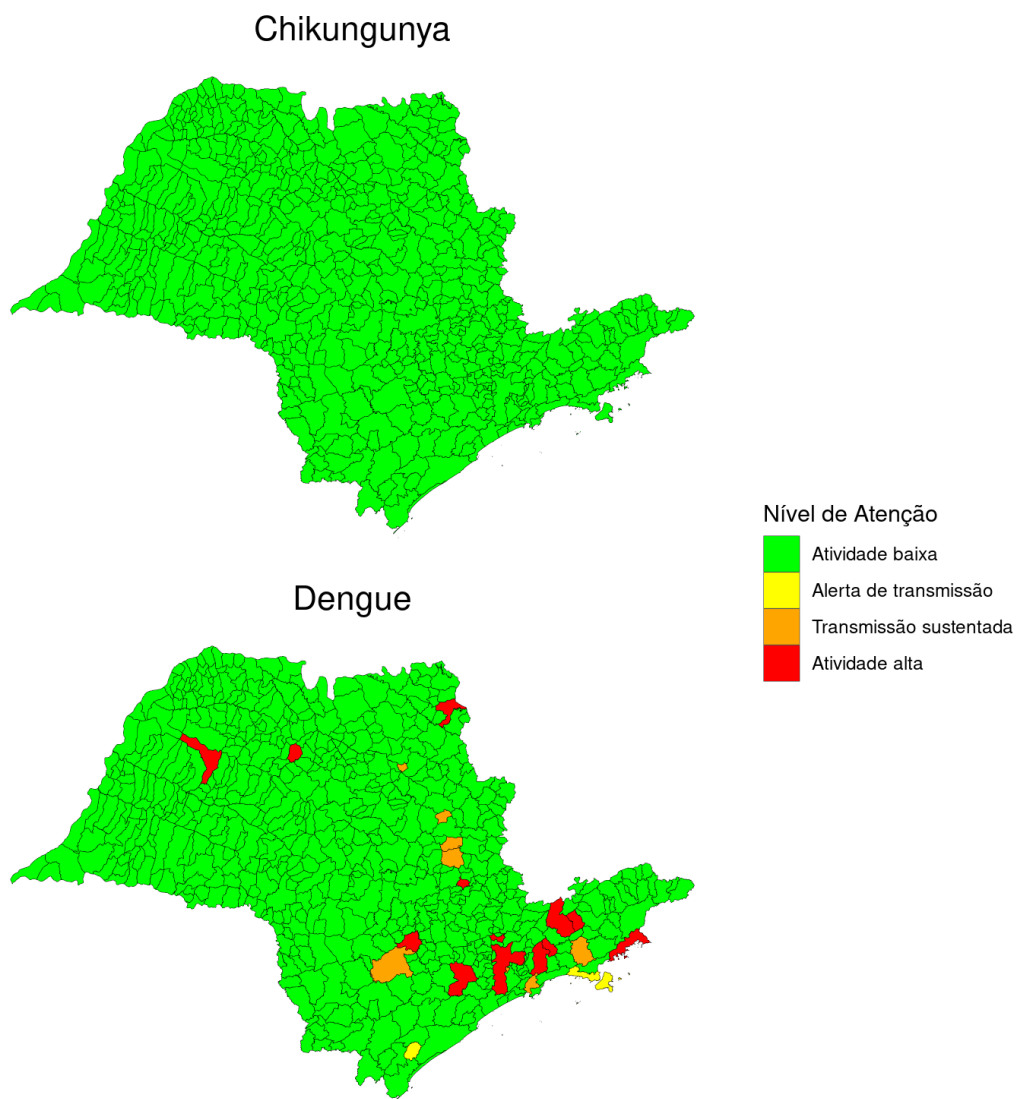 Chikungunya
Nível de Atenção
Atividade baixa
Alerta de transmissão
Transmissão sustentada
Atividade alta
Dengue